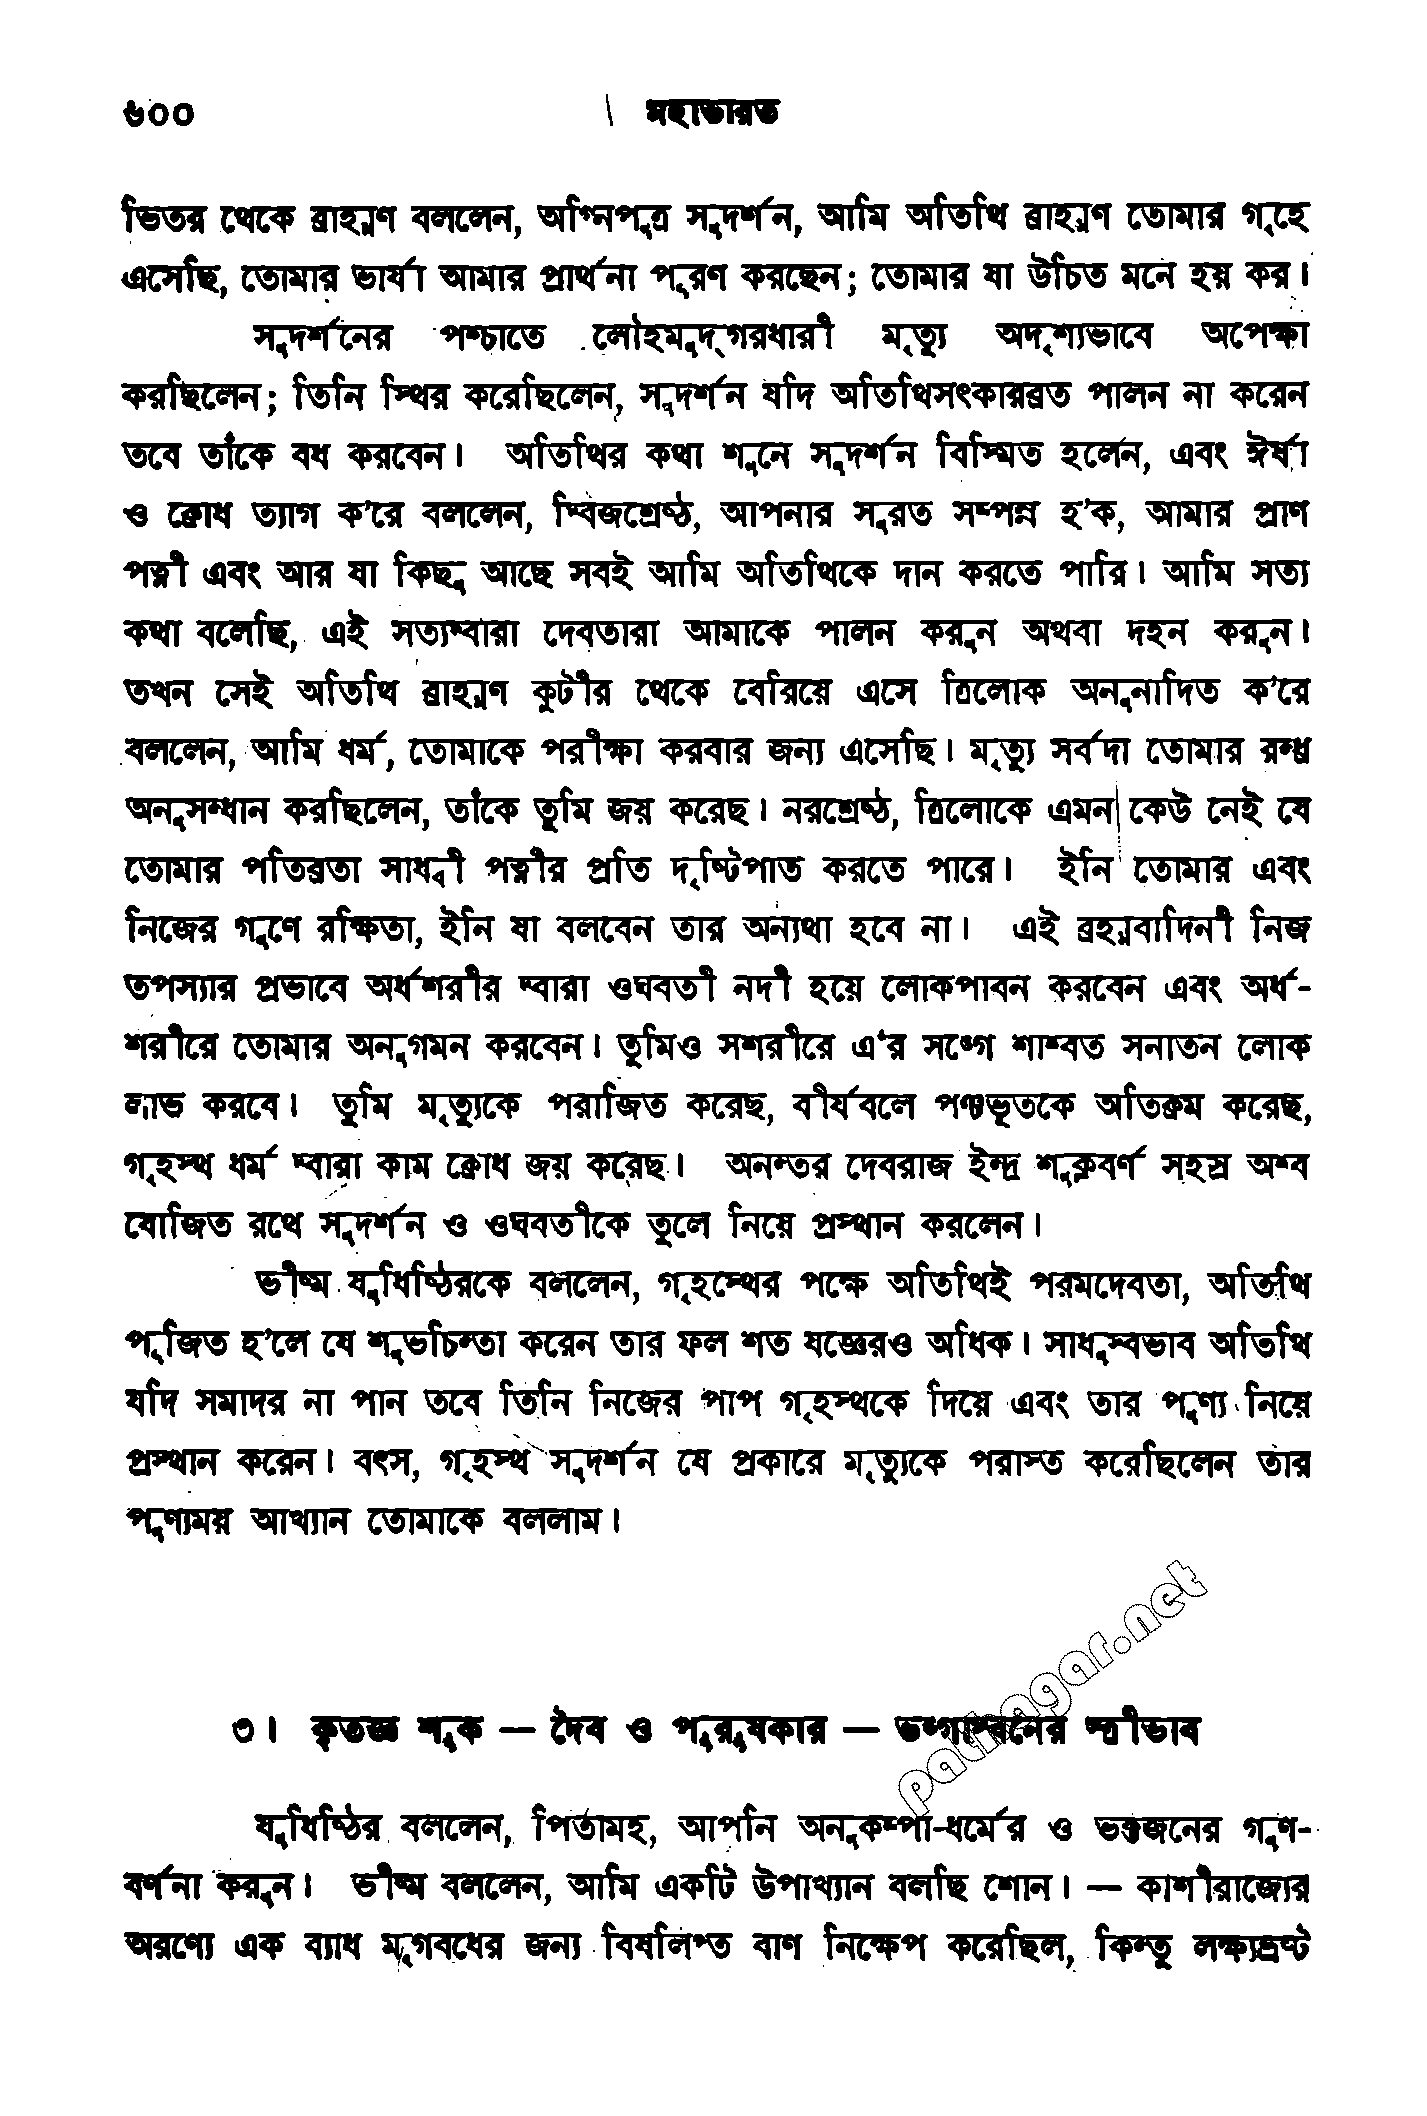 ৬০০ মহাভারত
ভিতর থেকে ব্রাহ্মণ বললেন, অগ্নিপুত্র সুদর্শন, আমি অতিথি ব্রাহ্মণ তোমার গৃহে
এসেছি, তোমার ভার্যা আমার প্রার্থনা পূরণ করছেন; তোমার যা উচিত মনে হয় কর।
সুদর্শনের পশ্চাতে লৌহমুদ্‌গরধারী মৃত্যু অদৃশ্যভাবে অপেক্ষা
করছিলেন; তিনি স্থির করেছিলেন, সুদর্শন যদি অতিথিসৎকারব্রত পালন না করেন
তবে তাঁকে বধ করবেন। অতিথির কথা শুনে সুদর্শন বিস্মিত হলেন, এবং ঈর্ষা
ও ক্রোধ ত্যাগ ক'রে বললেন, দ্বিজশ্রেষ্ঠ, আপনার সুরত সম্পন্ন হ'ক, আমার প্রাণ
পত্নী এবং আর যা কিছু আছে সবই আমি অতিথিকে দান করতে পারি। আমি সত্য
কথা বলেছি, এই সত্যদ্বারা দেবতারা আমাকে পালন করুন অথবা দহন করুন।
তখন সেই অতিথি ব্রাহ্মণ কুটীর থেকে বেরিয়ে এসে ত্রিলোক অনুনাদিত ক'রে
বললেন, আমি ধর্ম, তোমাকে পরীক্ষা করবার জন্য এসেছি। মৃত্যু সর্বদা তোমার রন্ধ্র
অনুসন্ধান করছিলেন, তাঁকে তুমি জয় করেছ। নরশ্রেষ্ঠ, ত্রিলোকে এমন কেউ নেই যে
তোমার পতিব্রতা সাধ্বী পত্নীর প্রতি দৃষ্টিপাত করতে পারে। ইনি তোমার এবং
নিজের গুণে রক্ষিতা, ইনি যা বলবেন তার অন্যথা হবে না। এই ব্রহ্মবাদিনী নিজ
তপস্যার প্রভাবে অর্ধশরীর দ্বারা ওঘবতী নদী হয়ে লোকপাবন করবেন এবং অর্ধ-
শরীরে তোমার অনুগমন করবেন। তুমিও সশরীরে এ'র সঙ্গে শাশ্বত সনাতন লোক
লাভ করবে। তুমি মৃত্যুকে পরাজিত করেছ, বীর্যবলে পঞ্চভূতকে অতিক্রম করেছ,
গৃহস্থ ধর্ম দ্বারা কাম ক্রোধ জয় করেছ। অনন্তর দেবরাজ ইন্দ্র শুক্লবর্ণ সহস্র অশ্ব
যোজিত রথে সুদর্শন ও ওঘবতীকে তুলে নিয়ে প্রস্থান করলেন।
ভীষ্ম যুধিষ্ঠিরকে বললেন, গৃহস্থের পক্ষে অতিথিই পরমদেবতা, অতিথি
পূজিত হ'লে যে শুভচিন্তা করেন তার ফল শত যজ্ঞেরও অধিক। সাধুস্বভাব অতিথি
যদি সমাদর না পান তবে তিনি নিজের পাপ গৃহস্থকে দিয়ে এবং তার পুণ্য নিয়ে
প্রস্থান করেন। বৎস, গৃহস্থ সুদর্শন যে প্রকারে মৃত্যুকে পরাস্ত করেছিলেন তার
পুণ্যময় আখ্যান তোমাকে বললাম।
৩। কৃতজ্ঞ শুক — দৈব ও পুরুষকার — ভঙ্গাস্বনের স্ত্রীভাব
যুধিষ্ঠির বললেন, পিতামহ, আপনি অনুকম্পা-ধর্মের ও ভক্তজনের গুণ-
বর্ণনা করুন। ভীষ্ম বললেন, আমি একটি উপাখ্যান বলছি শোন। — কাশীরাজ্যের
অরণ্যে এক ব্যাধ মৃগবধের জন্য বিষলিপ্ত বাণ নিক্ষেপ করেছিল, কিন্তু লক্ষ্যভ্রষ্ট
pathagar.net